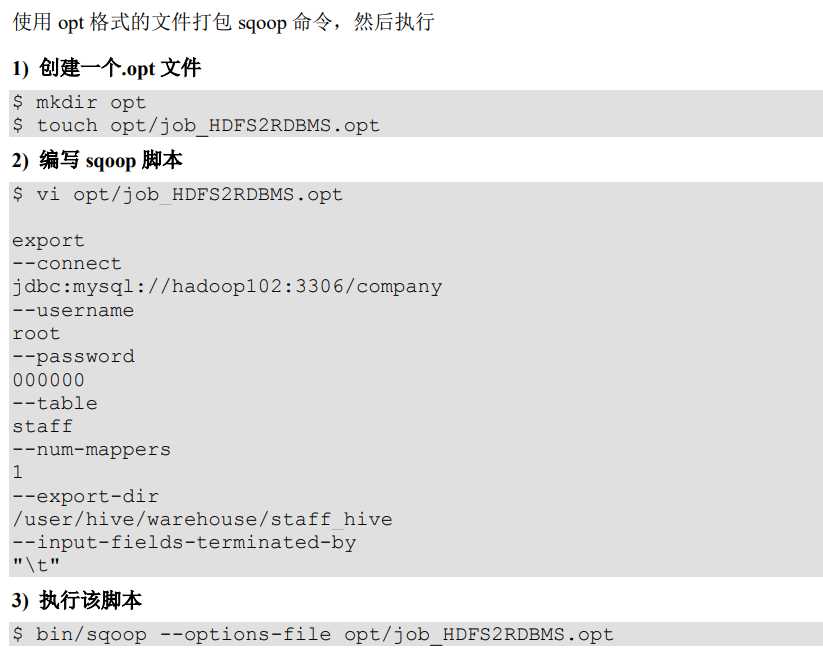 使用 opt 格式的文件打包 sqoop 命令，然后执行
1) 创建一个.opt 文件
$ mkdir opt
$ touch opt/job_HDFS2RDBMS.opt
2) 编写 sqoop 脚本
$ vi opt/job_HDFS2RDBMS.opt
export
--connect
jdbc:mysql://hadoop102:3306/company
--username
root
--password
000000
--table
staff
--num-mappers
1
--export-dir
/user/hive/warehouse/staff_hive
--input-fields-terminated-by
"\t"
3) 执行该脚本
$ bin/sqoop --options-file opt/job_HDFS2RDBMS.opt